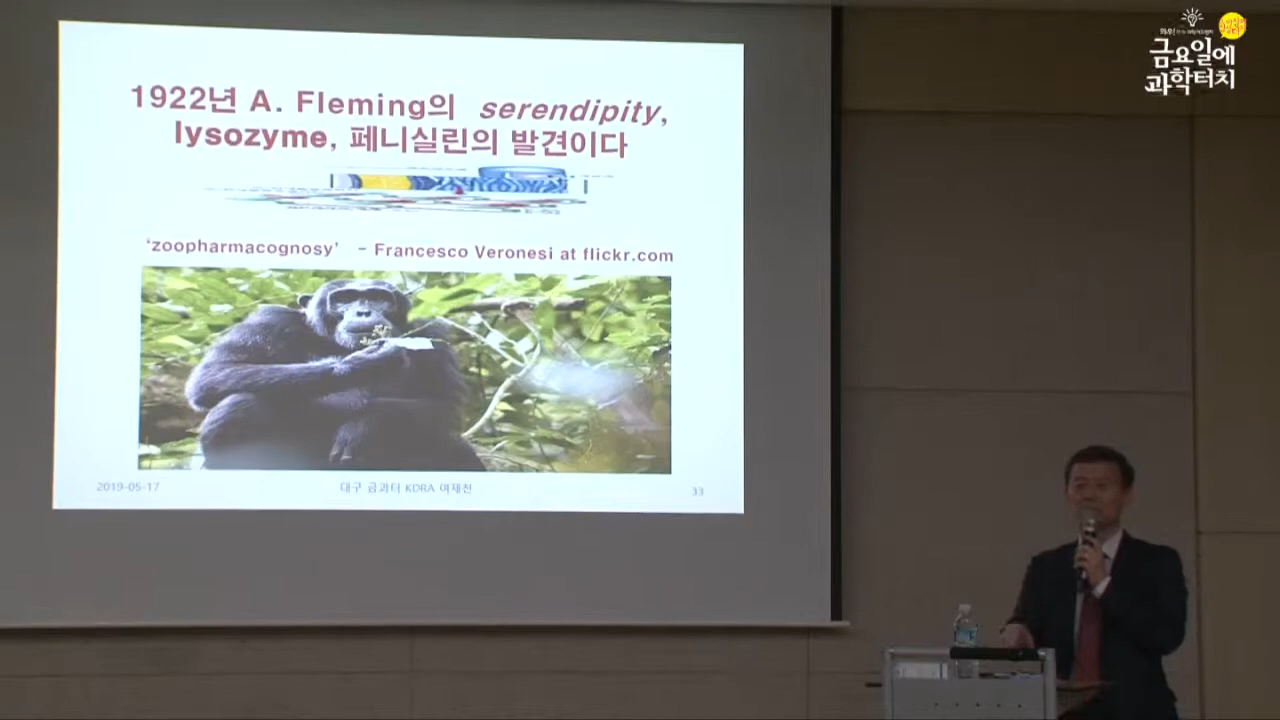 1922년 A. Fleming의 serendipity,
lysozyme, 페니실린의 발견이다
'zoopharmacognosy' - Francesco Veronesi at flickr.com
2019-05-17
대구 금과터 KDRA 여재천
33
금요일에
과학터치